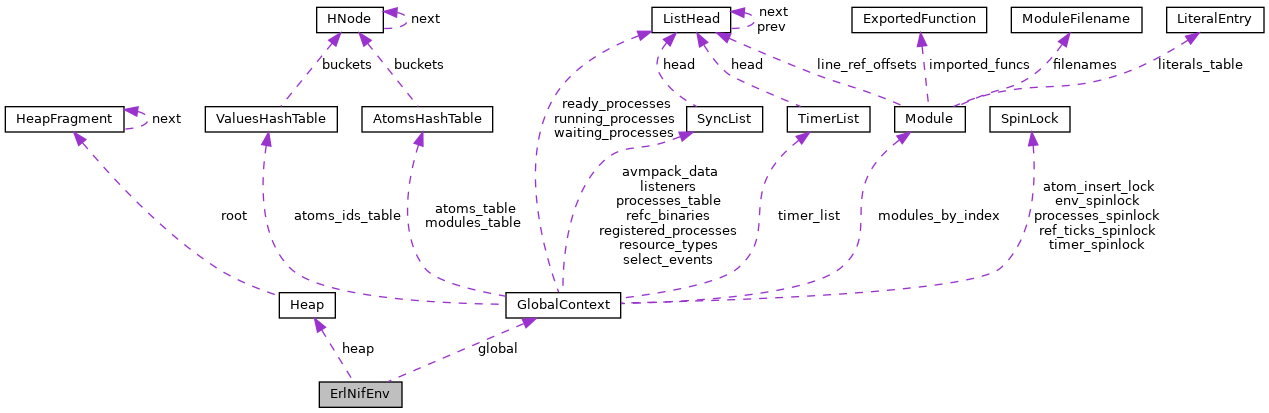 HNode
next
ListHead
next
prev
ExportedFunction
ModuleFilename
LiteralEntry
buckets
buckets
head
head
line_ref_offsets
imported_funcs
filenames
literals_table
HeapFragment
next
ValuesHashTable
AtomsHashTable
ready_processes
running_processes
waiting_processes
SyncList
TimerList
Module
SpinLock
root
atoms_ids_table
atoms_table
modules_table
avmpack_data
listeners
processes_table
refc_binaries
registered_processes
resource_types
select_events
timer_list
modules_by_index
atom_insert_lock
env_spinlock
processes_spinlock
ref_ticks_spinlock
timer_spinlock
Heap
GlobalContext
heap
global
ErlNifEnv